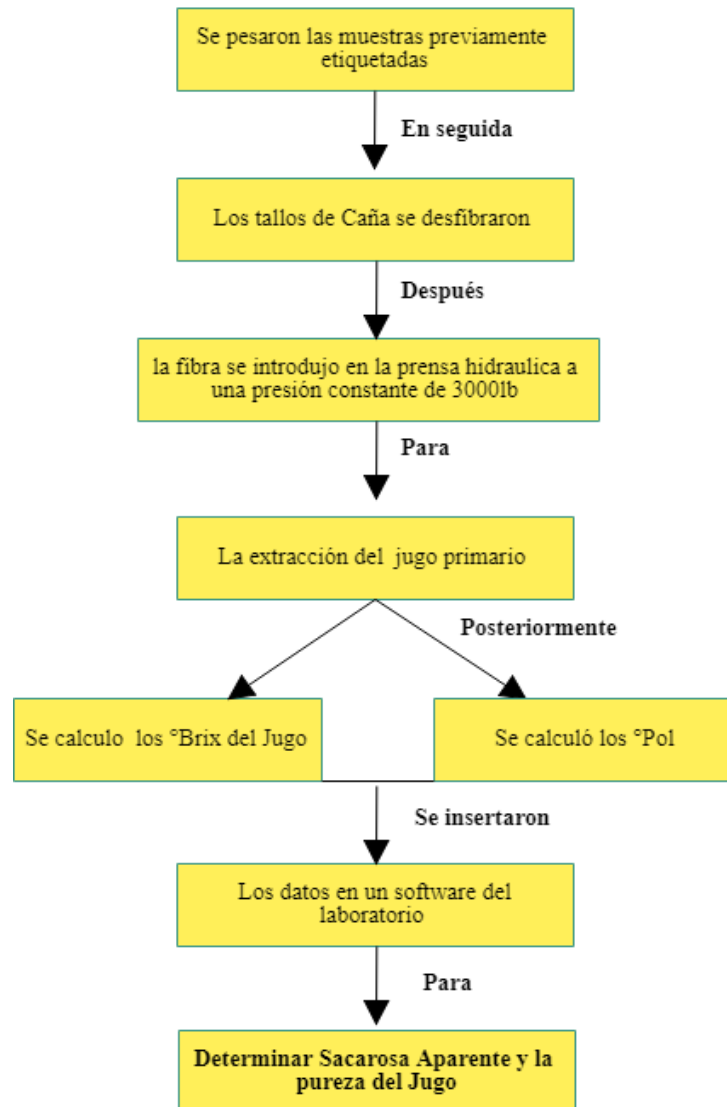 Se pesaron las muestras previamente
etiquetadas
En seguida
Los tallos de Caña se desfibraron
Después
la fibra se introdujo en la prensa hidraulica a
una presión constante de 3000lb
Para
La extracción del jugo primario
Posteriormente
Se calculo los °Brix del Jugo
Se calculó los °Pol
Se insertaron
Los datos en un software del
laboratorio
Para
Determinar Sacarosa Aparente y la
pureza del Jugo